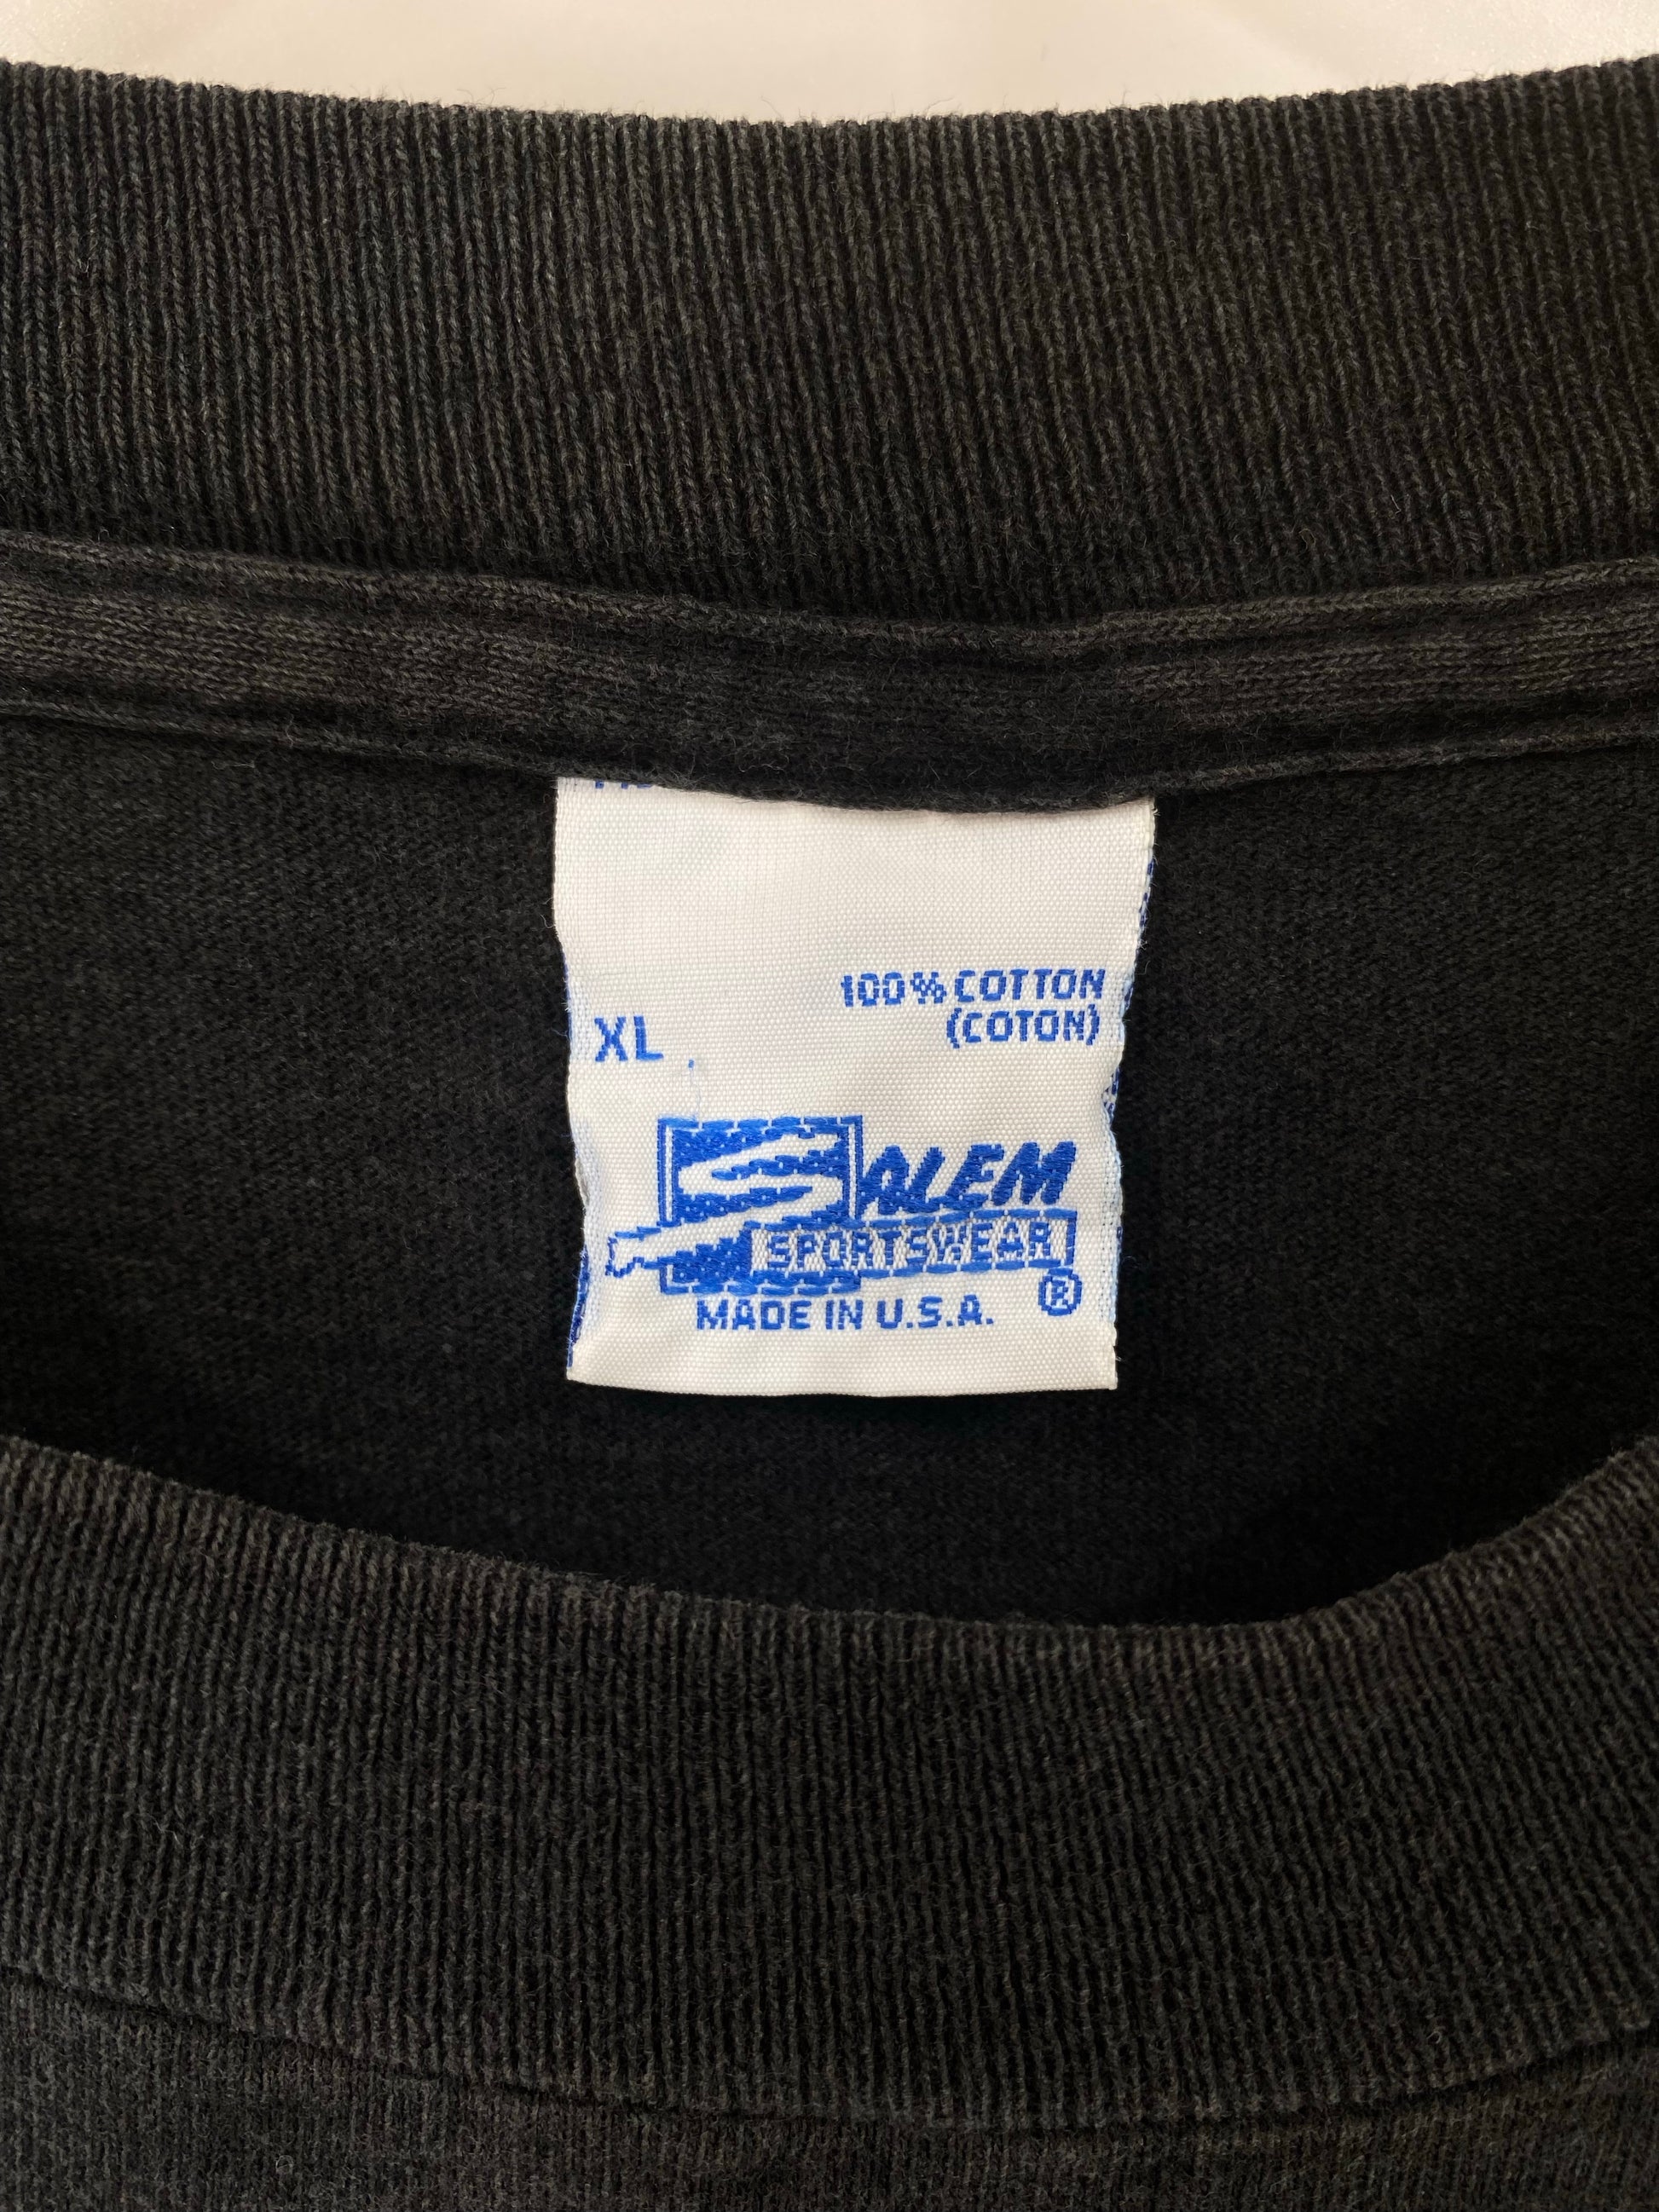 100% COTTON
(COTON)
XL
SALEM
SPORTSWEAR
®
MADE IN U.S.A.